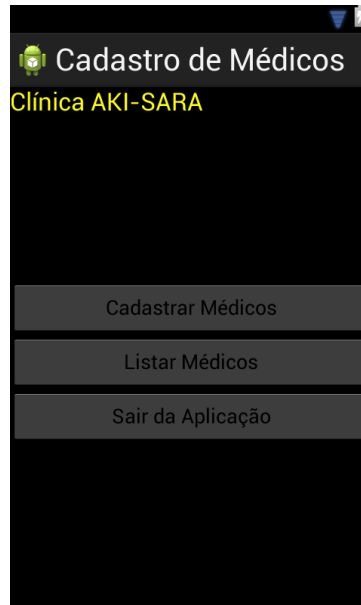 Cadastro de Médicos
Clínica AKI-SARA
Cadastrar Médicos
Listar Médicos
Sair da Aplicação